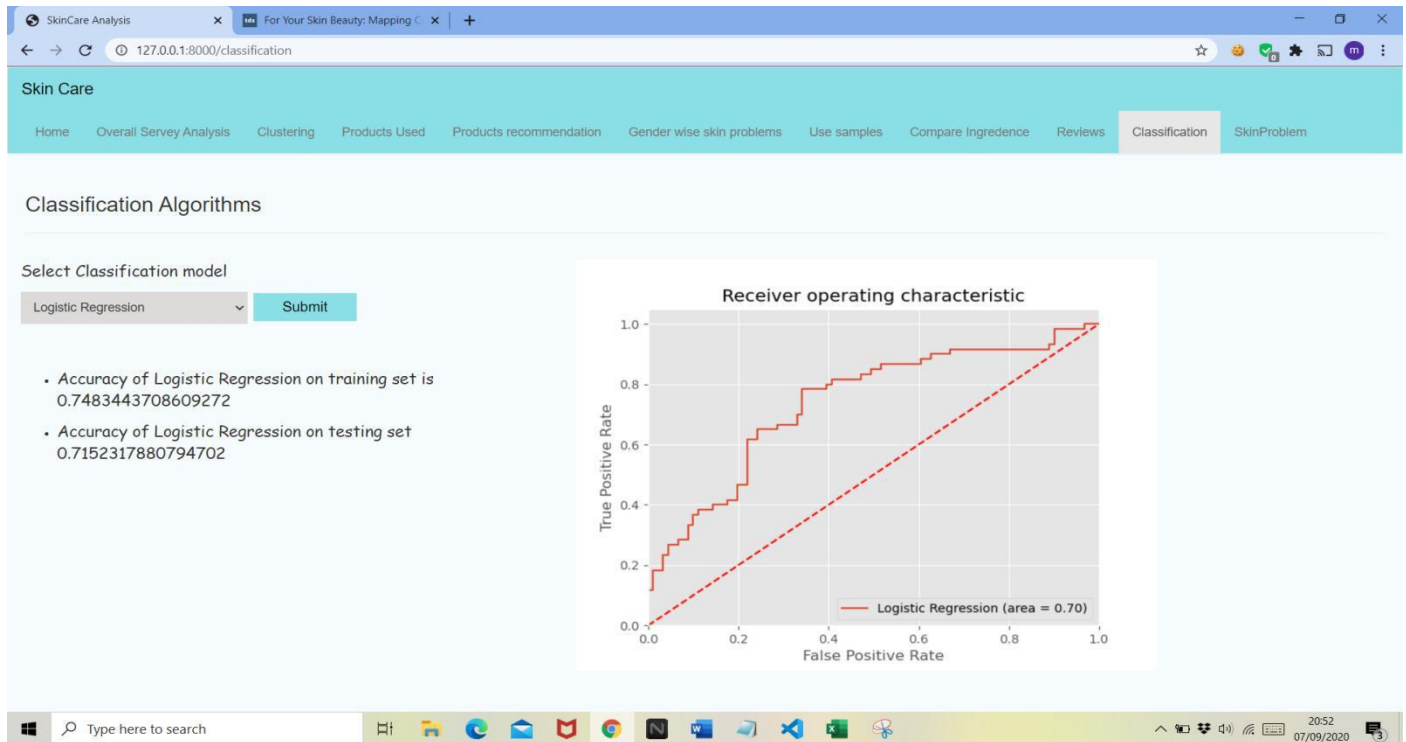 SkinCare Analysis
tds For Your Skin Beauty: Mapping C
127.0.0.1:8000/classification
m
Skin Care
Home Overall Servey Analysis Clustering Products Used Products recommendation Gender wise skin problems Use samples Compare Ingredence Reviews Classification SkinProblem
Classification Algorithms
Select Classification model
Logistic Regression Submit
• Accuracy of Logistic Regression on training set is
0.7483443708609272
• Accuracy of Logistic Regression on testing set
0.7152317880794702
Receiver operating characteristic
1.0
0.8
0.6
0.4
0.2
0.0
True Positive Rate
Logistic Regression (area = 0.70)
0.0 0.2 0.4 0.6 0.8 1.0
False Positive Rate
Type here to search
20:52
07/09/2020
3